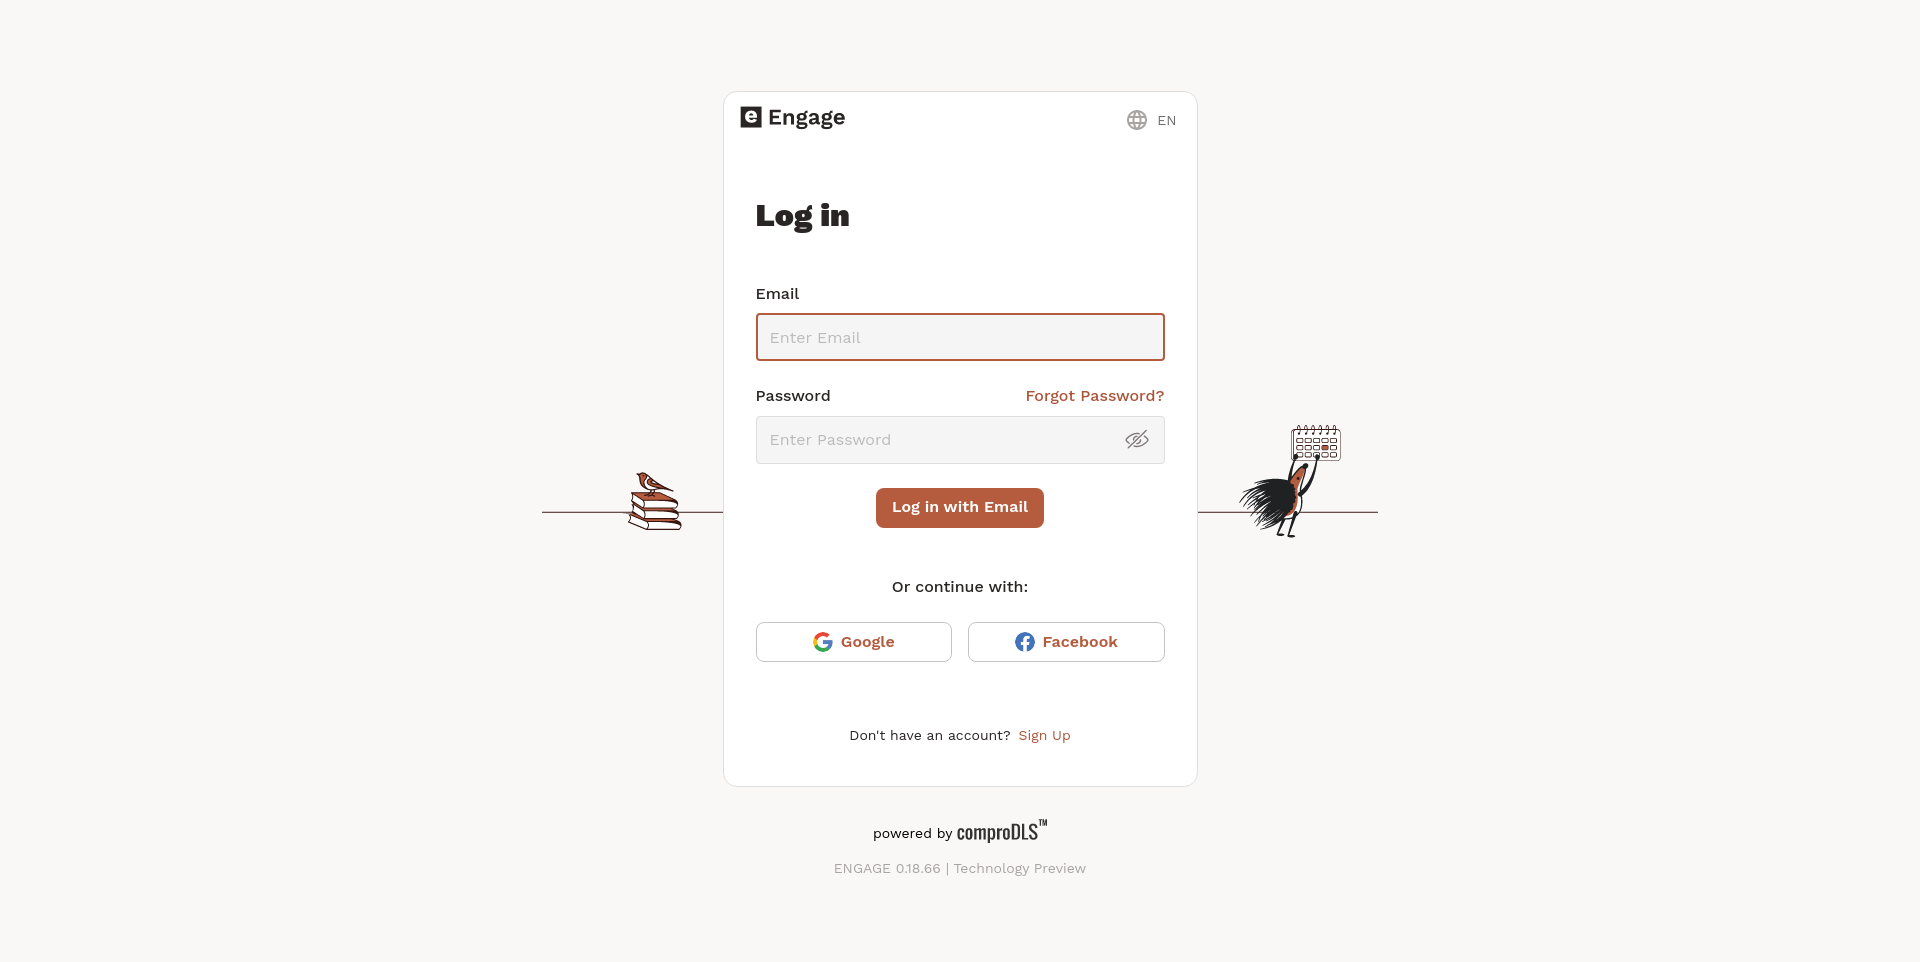 e Engage
EN
Log in
Email
Enter Email
Password
Forgot Password?
Enter Password
Log in with Email
Or continue with:
Google
Facebook
Don't have an account? Sign Up
powered by comproDLS™
ENGAGE 0.18.66 | Technology Preview